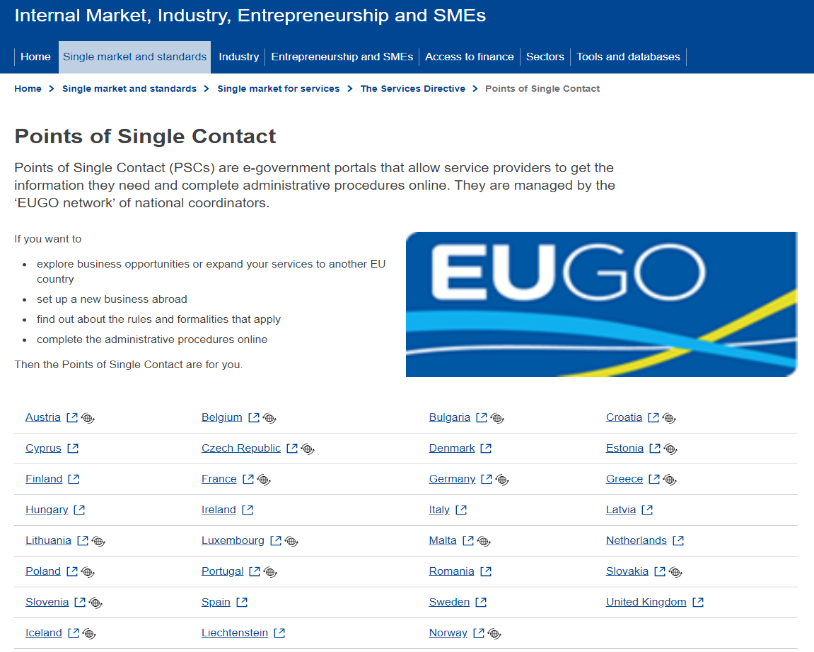 Internal Market, Industry, Entrepreneurship and SMEs
Home Single market and standards Industry Entrepreneurship and SMEs Access to finance Sectors Tools and databases
Home > Single market and standards > Single market for services > The Services Directive > Points of Single Contact
Points of Single Contact
Points of Single Contact (PSCs) are e-government portals that allow service providers to get the
information they need and complete administrative procedures online. They are managed by the
‘EUGO network’ of national coordinators.
If you want to
• explore business opportunities or expand your services to another EU
country
• set up a new business abroad
• find out about the rules and formalities that apply
• complete the administrative procedures online
Then the Points of Single Contact are for you.
EUGO
Austria Belgium Bulgaria Croatia
Cyprus Czech Republic Denmark Estonia
Finland France Germany Greece
Hungary Ireland Italy Latvia
Lithuania Luxembourg Malta Netherlands
Poland Portugal Romania Slovakia
Slovenia Spain Sweden United Kingdom
Iceland Liechtenstein Norway